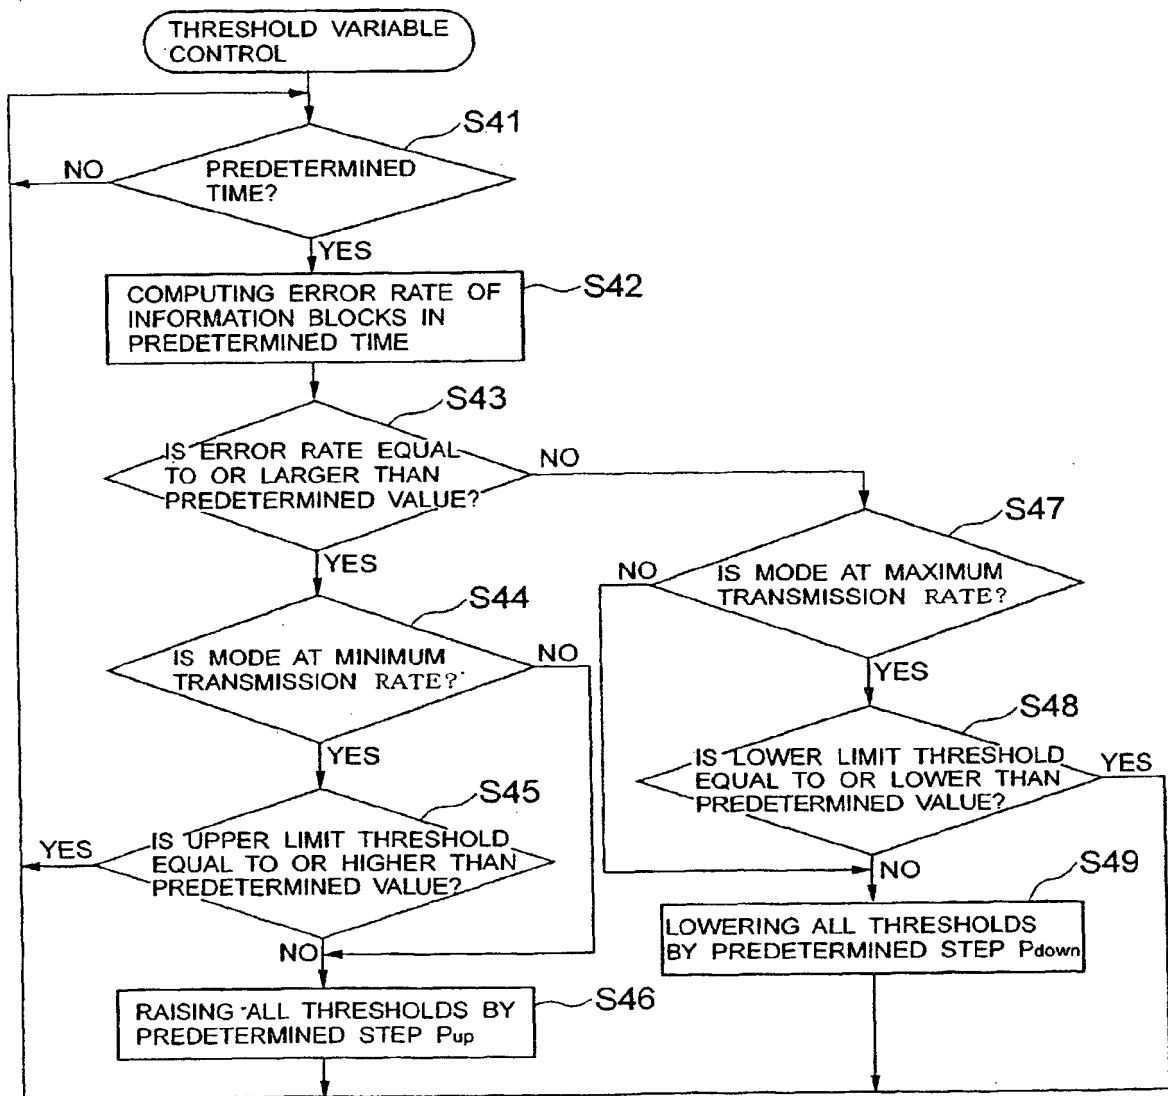 THRESHOLD VARIABLE
CONTROL
S41
NO
PREDETERMINED
TIME?
YES
COMPUTING ERROR RATE OF
INFORMATION BLOCKS IN
PREDETERMINED TIME
S42
S43
IS ERROR RATE EQUAL
TO OR LARGER THAN
PREDETERMINED VALUE?
NO
YES
S44
IS MODE AT MINIMUM
TRANSMISSION RATE?
NO
YES
S45
YES
IS UPPER LIMIT THRESHOLD
EQUAL TO OR HIGHER THAN
PREDETERMINED VALUE?
NO
S46
RAISING ALL THRESHOLDS BY
PREDETERMINED STEP Pup
S47
NO
IS MODE AT MAXIMUM
TRANSMISSION RATE?
YES
S48
IS LOWER LIMIT THRESHOLD
EQUAL TO OR LOWER THAN
PREDETERMINED VALUE?
YES
NO
S49
LOWERING ALL THRESHOLDS
BY PREDETERMINED STEP Pdown